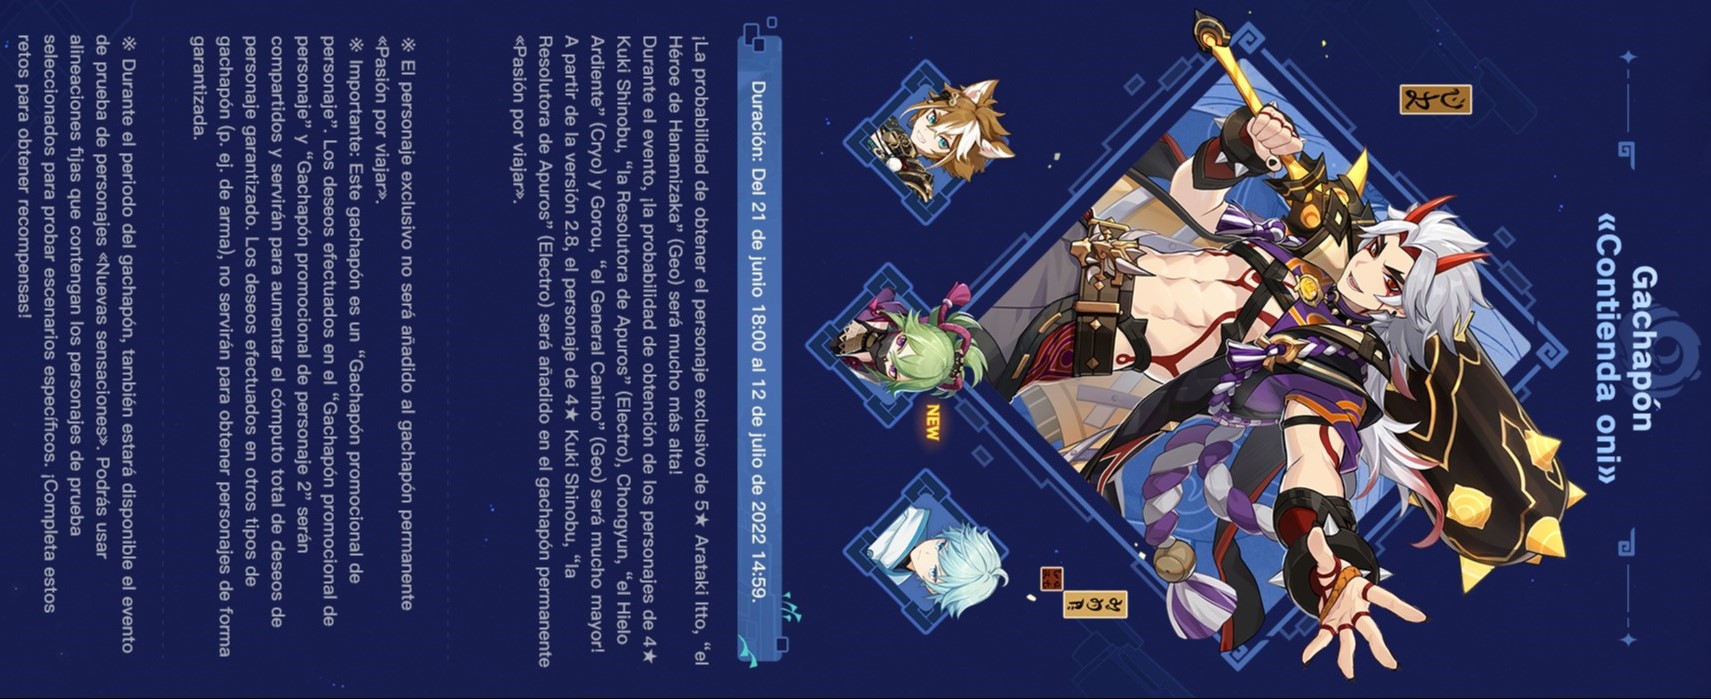 Gachapón
«Contienda oni»
NEW
Duración: Del 21 de junio 18:00 al 12 de julio de 2022 14:59.
¡La probabilidad de obtener el personaje exclusivo de 5★ Arataki Itto, “el
Héroe de Hanamizaka” (Geo) será mucho más alta!
Durante el evento, ¡la probabilidad de obtención de los personajes de 4★
Kuki Shinobu, “la Resolutora de Apuros” (Electro), Chongyun, “el Hielo
Ardiente” (Cryo) y Gorou, “el General Canino” (Geo) será mucho mayor!
A partir de la versión 2.8, el personaje de 4★ Kuki Shinobu, “la
Resolutora de Apuros” (Electro) será añadido en el gachapón permanente
«Pasión por viajar».
※ El personaje exclusivo no será añadido al gachapón permanente
«Pasión por viajar».
※ Importante: Este gachapón es un “Gachapón promocional de
personaje”. Los deseos efectuados en el “Gachapón promocional de
personaje” y “Gachapón promocional de personaje 2” serán
compartidos y servirán para aumentar el cómputo total de deseos de
personaje garantizado. Los deseos efectuados en otros tipos de
gachapón (p. ej. de arma), no servirán para obtener personajes de forma
garantizada.
※ Durante el periodo del gachapón, también estará disponible el evento
de prueba de personajes «Nuevas sensaciones». Podrás usar
alineaciones fijas que contengan los personajes de prueba
seleccionados para probar escenarios específicos. ¡Completa estos
retos para obtener recompensas!